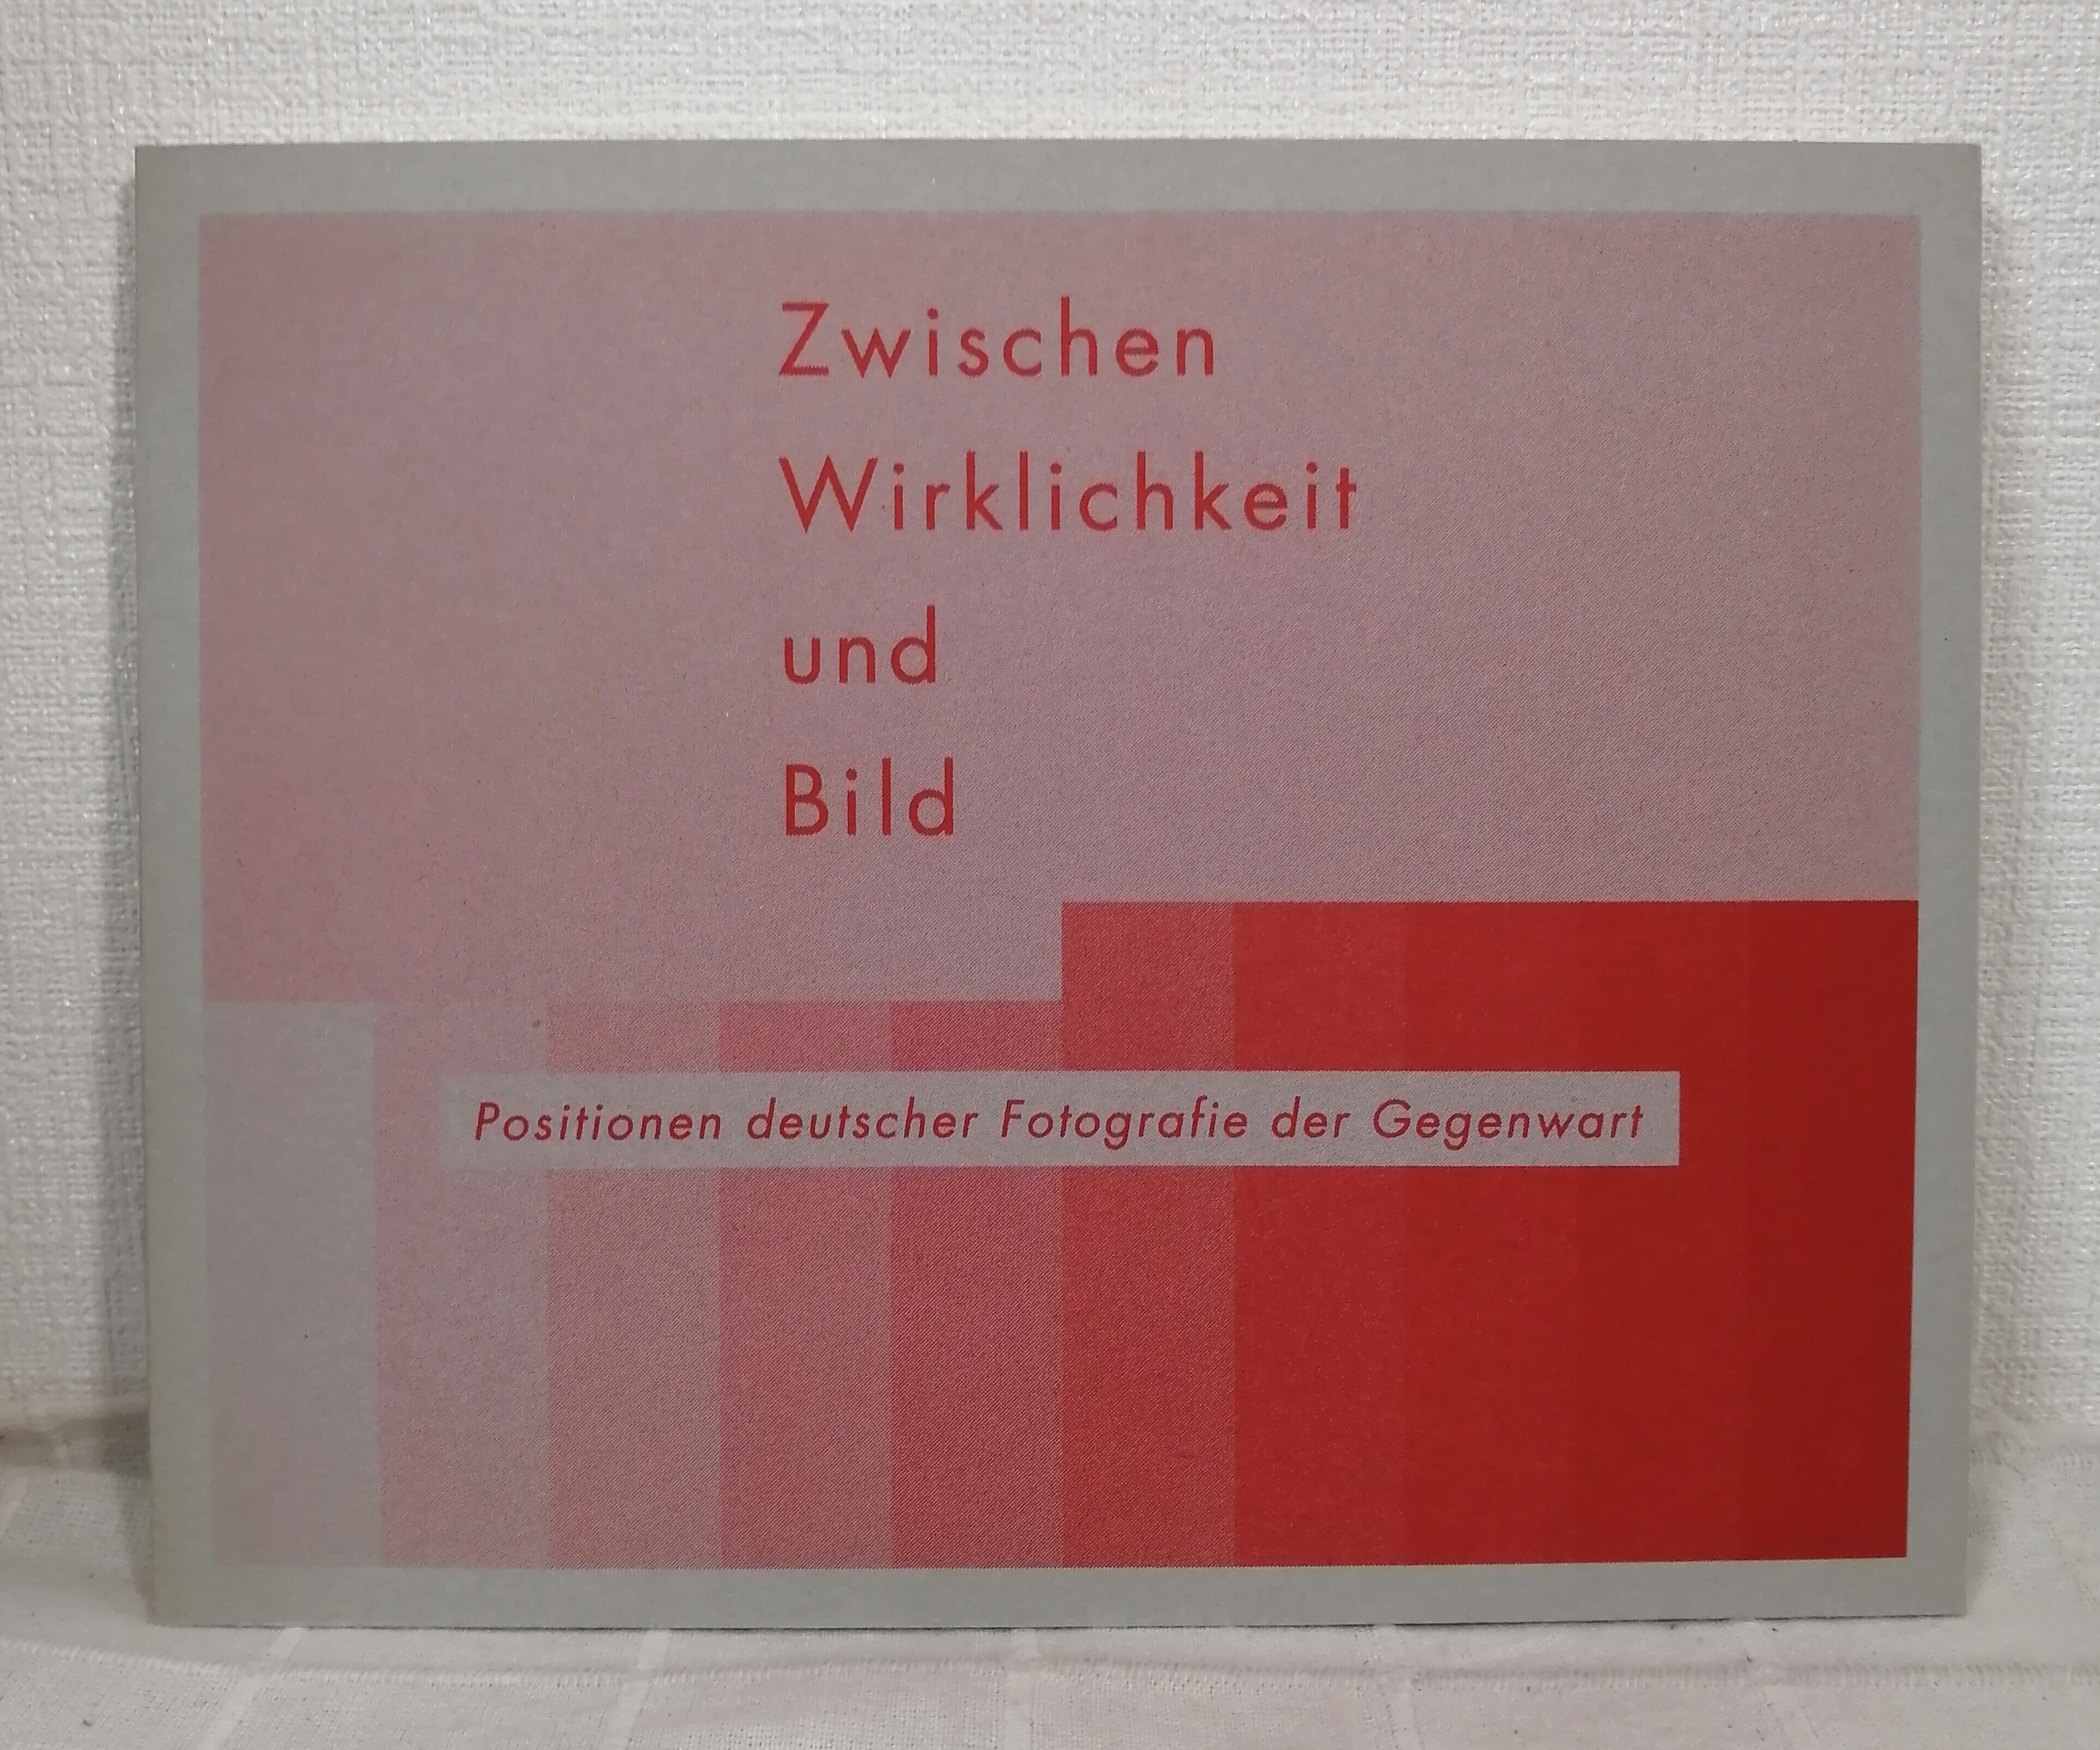 Zwischen
Wirklichkeit
und
Bild
Positionen deutscher Fotografie der Gegenwart